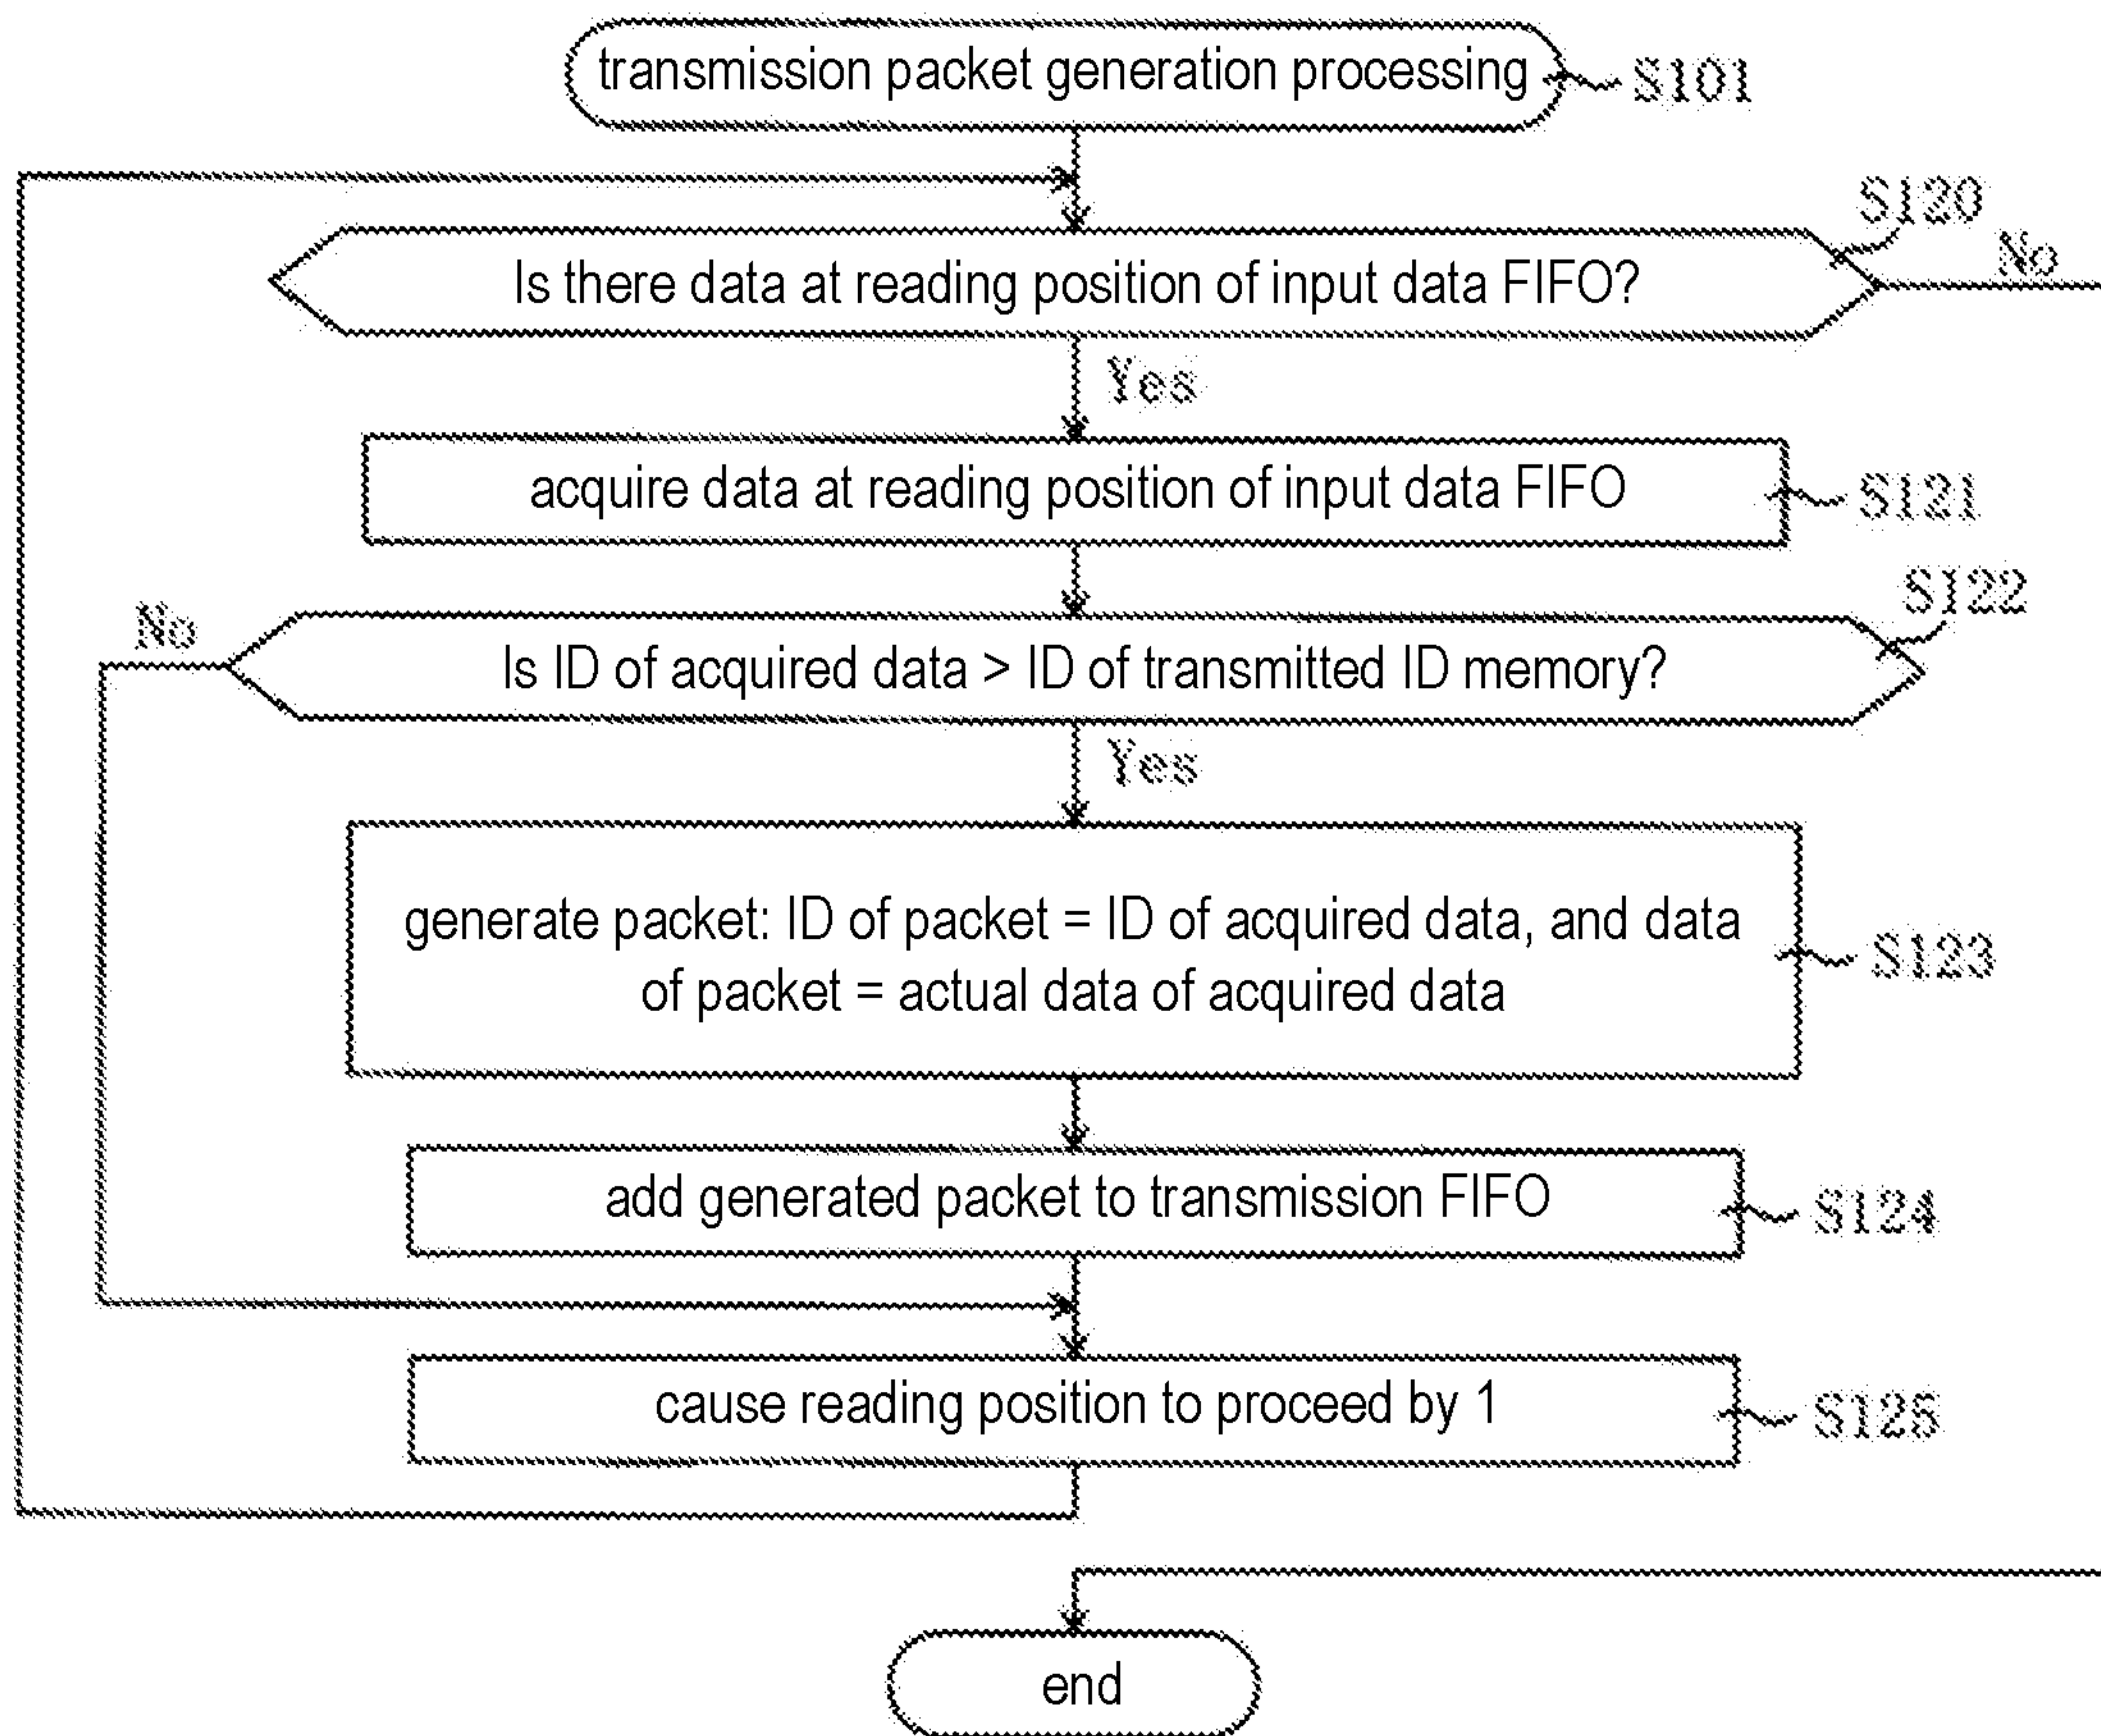 transmission packet generation processing
S101
S120
No
Is there data at reading position of input data FIFO?
Yes
acquire data at reading position of input data FIFO
S121
S122
No
Is ID of acquired data > ID of transmitted ID memory?
Yes
generate packet: ID of packet = ID of acquired data, and data
of packet = actual data of acquired data
S123
add generated packet to transmission FIFO
S124
cause reading position to proceed by 1
S125
end